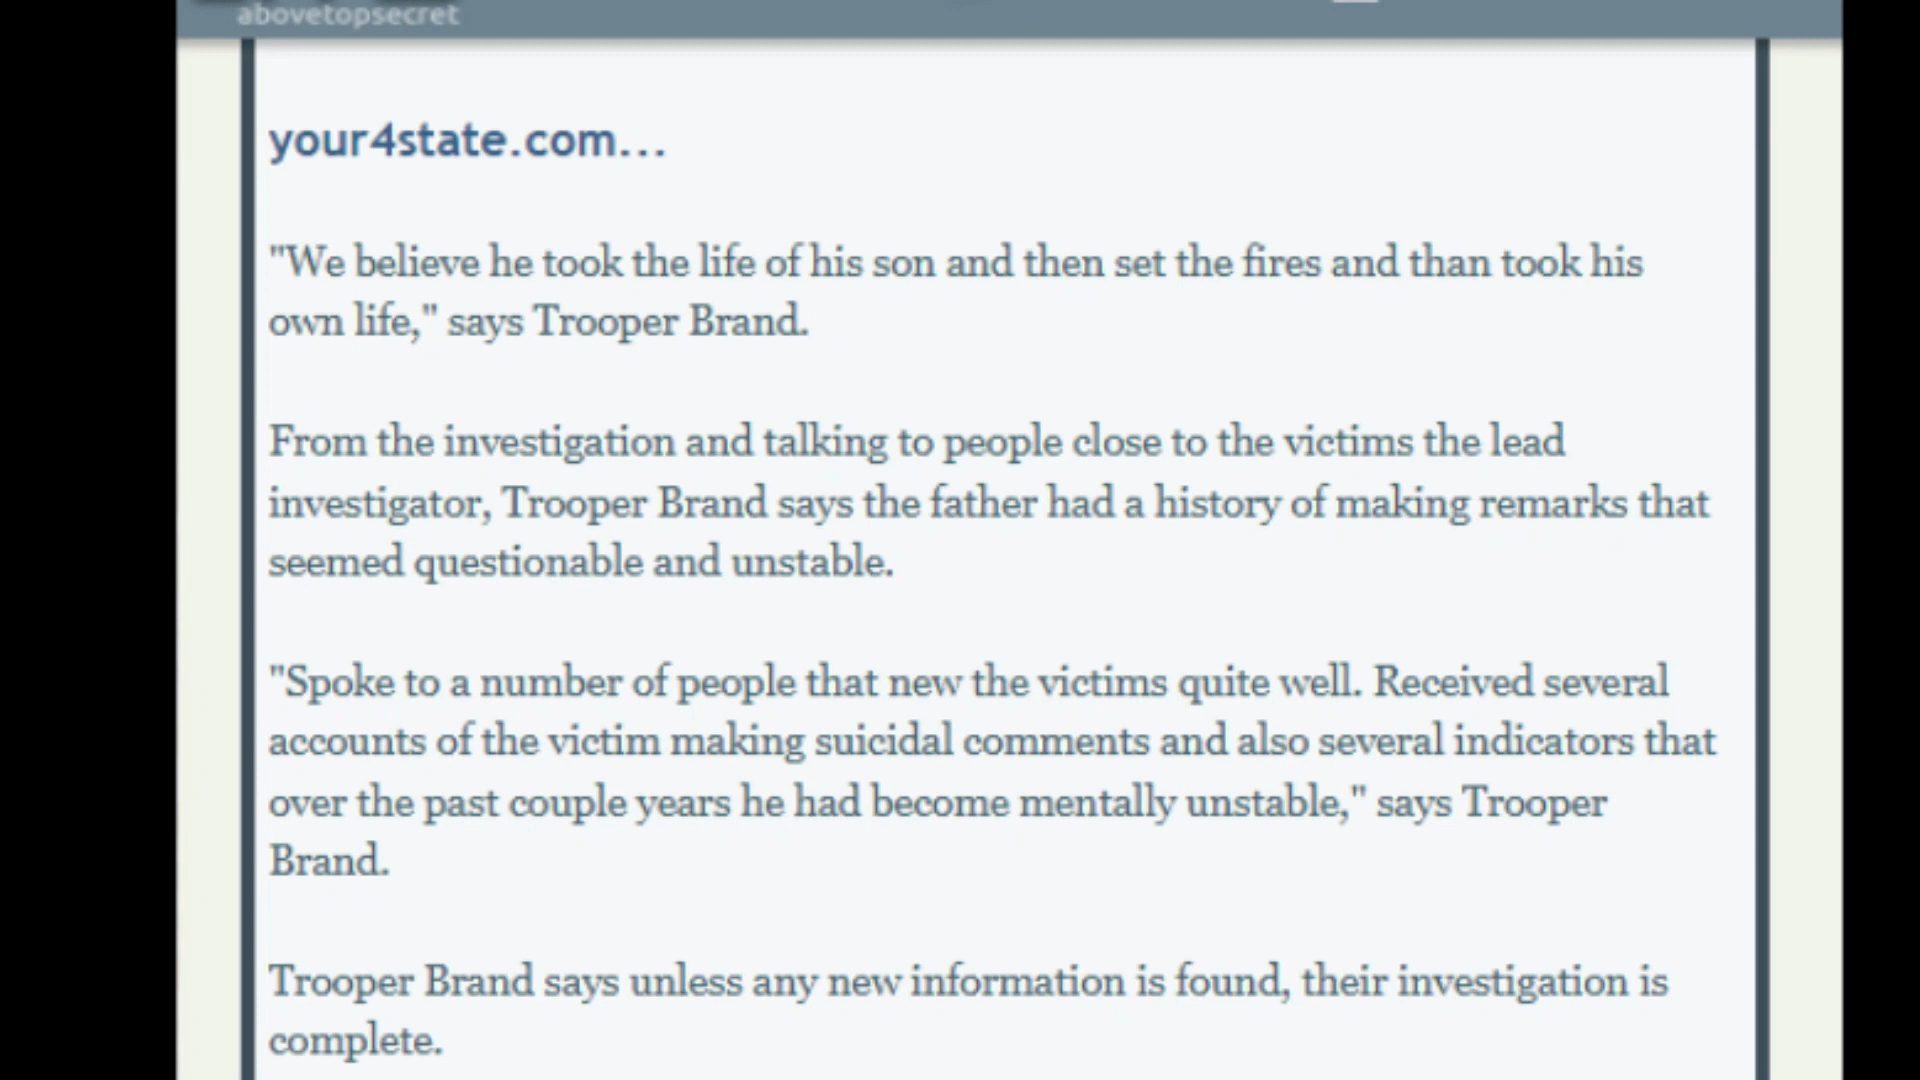 abovetopsecret
your4state.com...
"We believe he took the life of his son and then set the fires and than took his
own life," says Trooper Brand.
From the investigation and talking to people close to the victims the lead
investigator, Trooper Brand says the father had a history of making remarks that
seemed questionable and unstable.
"Spoke to a number of people that new the victims quite well. Received several
accounts of the victim making suicidal comments and also several indicators that
over the past couple years he had become mentally unstable," says Trooper
Brand.
Trooper Brand says unless any new information is found, their investigation is
complete.